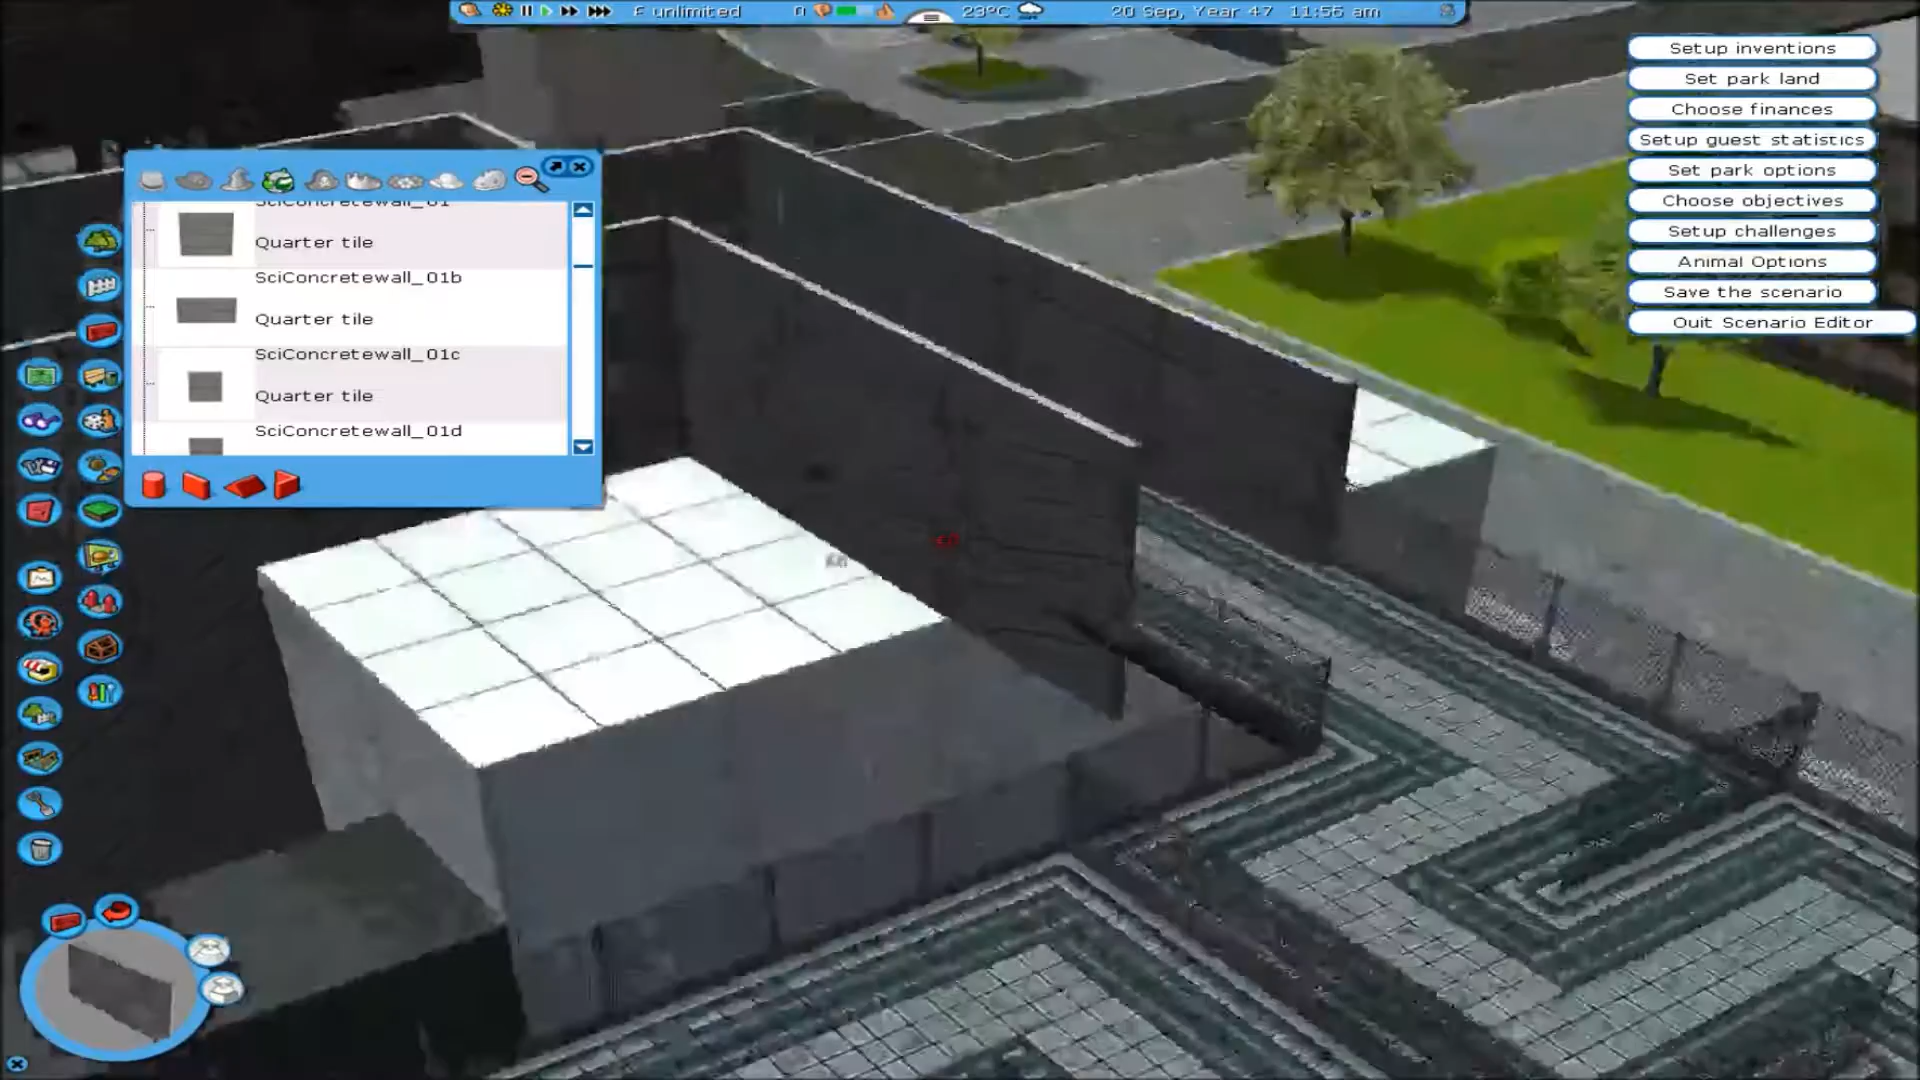 £ unlimited 0 23°C 20 Sep, Year 47 11:56 am
Setup inventions
Set park land
Choose finances
Setup guest statistics
Set park options
Choose objectives
Setup challenges
Animal Options
Save the scenario
Quit Scenario Editor
SciConcretewall_01
Quarter tile
SciConcretewall_01b
Quarter tile
SciConcretewall_01c
Quarter tile
SciConcretewall_01d